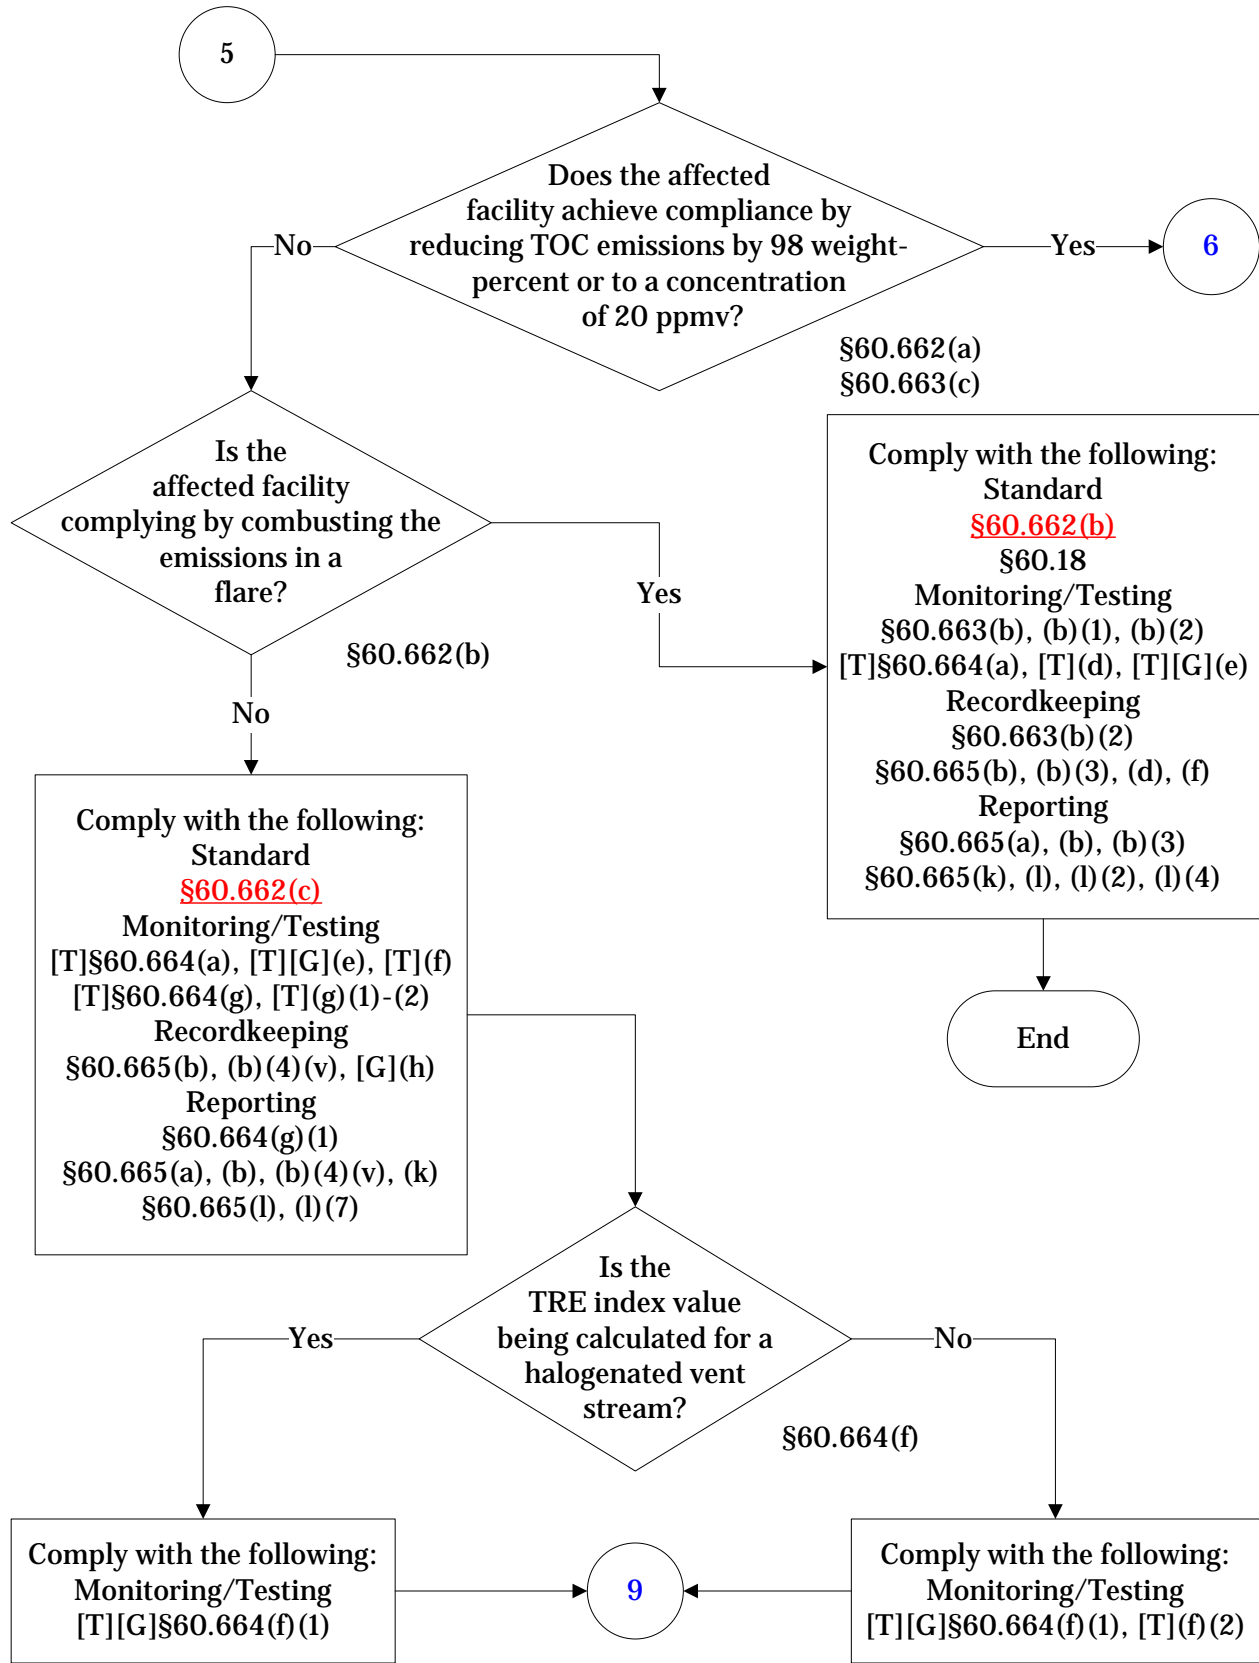 5
Does the affected
facility achieve compliance by
reducing TOC emissions by 98 weight-
percent or to a concentration
of 20 ppmv?
No
Yes
6
§60.662(a)
§60.663(c)
Is the
affected facility
complying by combusting the
emissions in a
flare?
Yes
§60.662(b)
No
Comply with the following:
Standard
§60.662(b)
§60.18
Monitoring/Testing
§60.663(b), (b)(1), (b)(2)
[T]§60.664(a), [T](d), [T][G](e)
Recordkeeping
§60.663(b)(2)
§60.665(b), (b)(3), (d), (f)
Reporting
§60.665(a), (b), (b)(3)
§60.665(k), (l), (l)(2), (l)(4)
End
Comply with the following:
Standard
§60.662(c)
Monitoring/Testing
[T]§60.664(a), [T][G](e), [T](f)
[T]§60.664(g), [T](g)(1)-(2)
Recordkeeping
§60.665(b), (b)(4)(v), [G](h)
Reporting
§60.664(g)(1)
§60.665(a), (b), (b)(4)(v), (k)
§60.665(l), (l)(7)
Is the
TRE index value
being calculated for a
halogenated vent
stream?
Yes
No
§60.664(f)
Comply with the following:
Monitoring/Testing
[T][G]§60.664(f)(1)
9
Comply with the following:
Monitoring/Testing
[T][G]§60.664(f)(1), [T](f)(2)